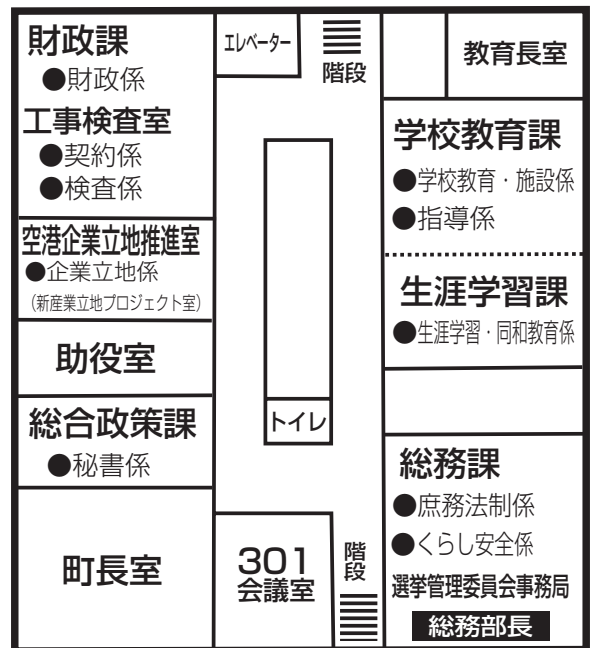 財政課
●財政係
工事検査室
●契約係
●検査係
空港企業立地推進室
●企業立地係
(新産業立地プロジェクト室)
助役室
総合政策課
●秘書係
町長室
エレベーター
階段
トイレ
301
会議室
階段
教育長室
学校教育課
●学校教育・施設係
●指導係
生涯学習課
●生涯学習・同和教育係
総務課
●庶務法制係
●くらし安全係
選挙管理委員会事務局
総務部長